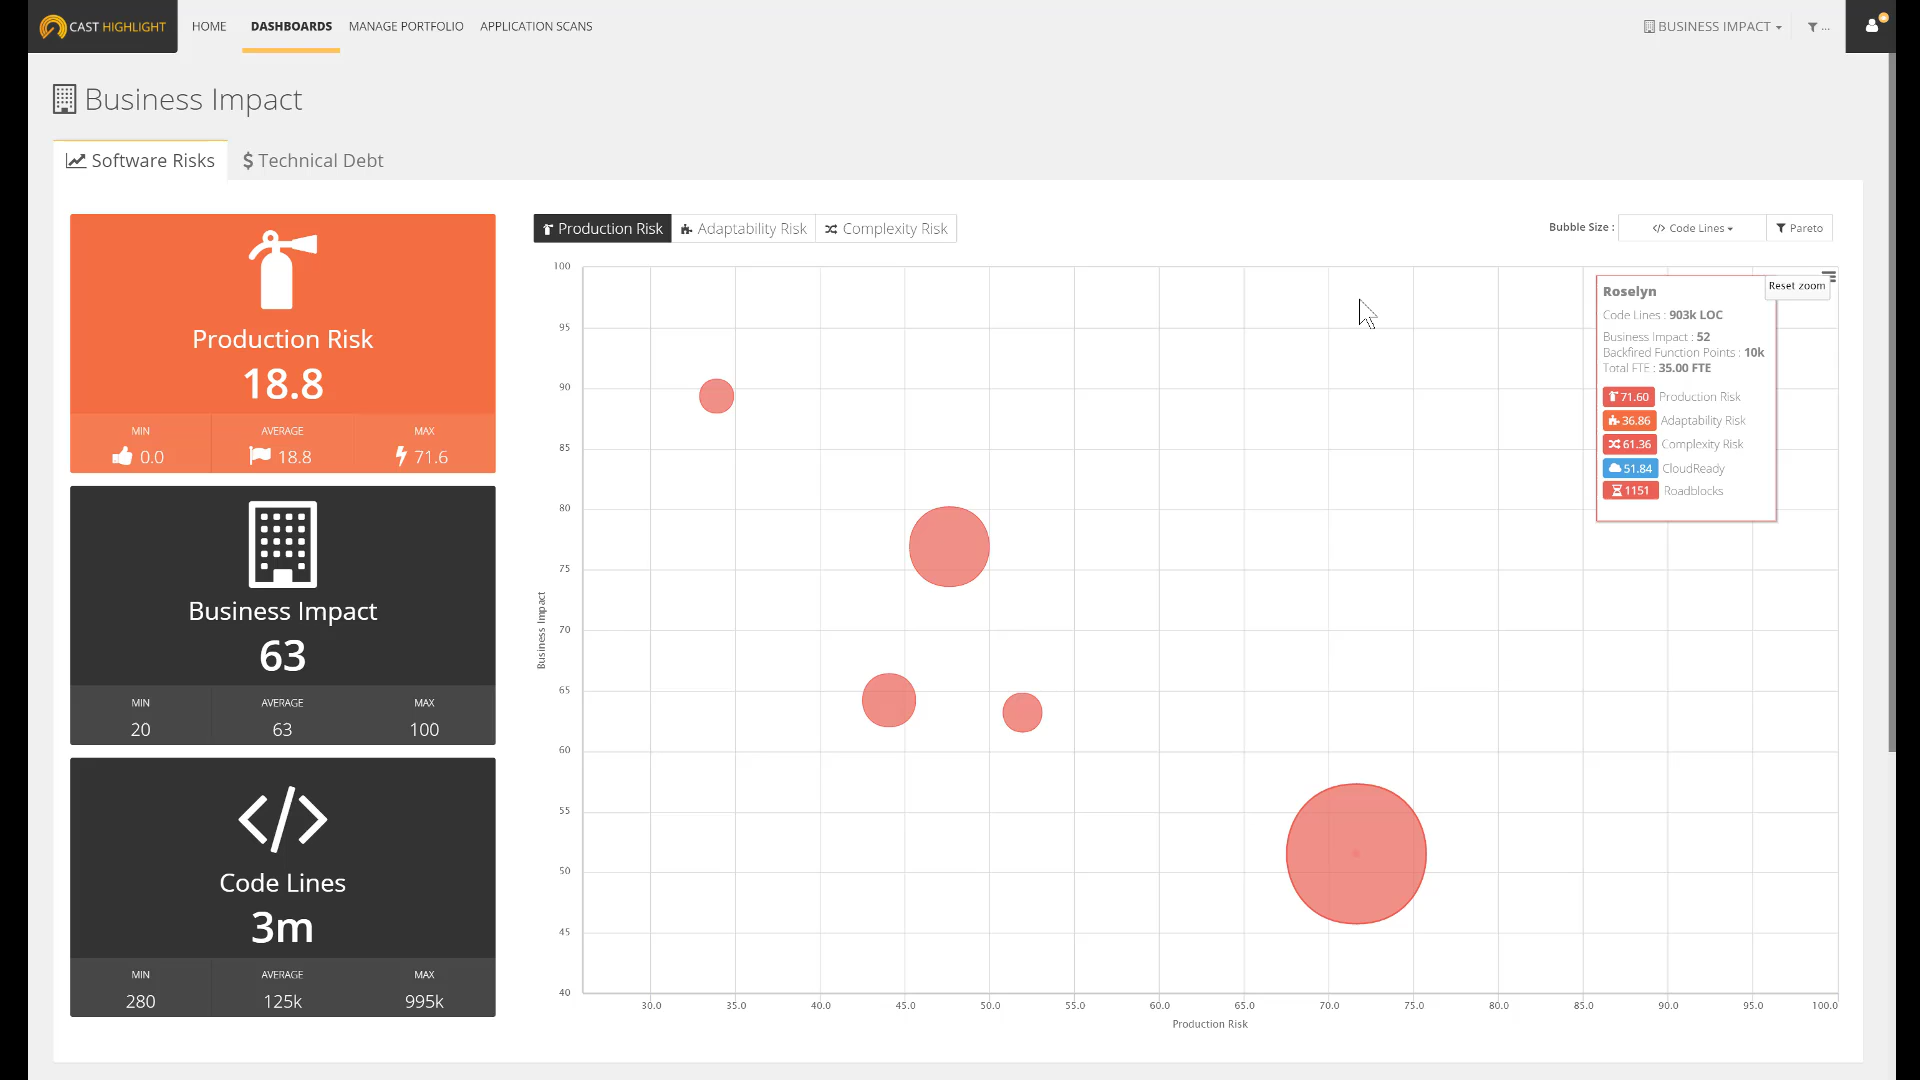 CAST HIGHLIGHT
HOME
DASHBOARDS
MANAGE PORTFOLIO
APPLICATION SCANS
BUSINESS IMPACT
...
Business Impact
Software Risks
$ Technical Debt
Production Risk
18.8
MIN
AVERAGE
MAX
0.0
18.8
71.6
Business Impact
63
MIN
AVERAGE
MAX
20
63
100
</>
Code Lines
3m
MIN
AVERAGE
MAX
280
125k
995k
Production Risk
Adaptability Risk
Complexity Risk
Bubble Size :
</> Code Lines
Pareto
100
95
90
85
80
75
70
65
60
55
50
45
40
Business Impact
30.0
35.0
40.0
45.0
50.0
55.0
60.0
65.0
70.0
75.0
80.0
85.0
90.0
95.0
100.0
Production Risk
Reset zoom
Roselyn
Code Lines : 903k LOC
Business Impact : 52
Backfired Function Points : 10k
Total FTE : 35.00 FTE
71.60 Production Risk
36.86 Adaptability Risk
61.36 Complexity Risk
51.84 CloudReady
1151 Roadblocks